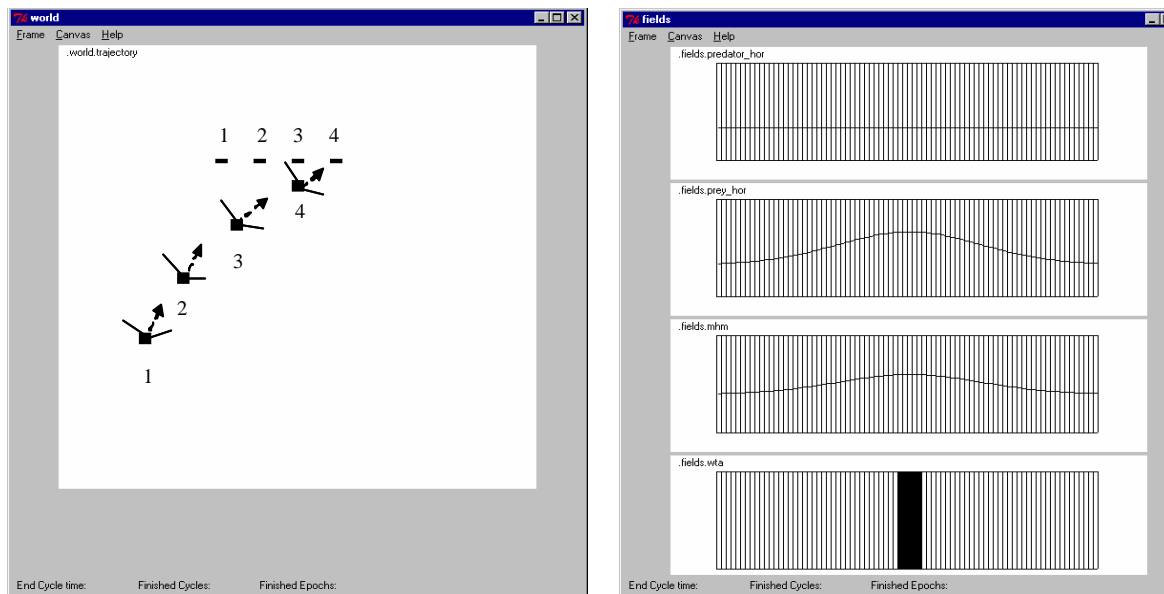 world
Frame Canvas Help
.world.trajectory
1 2 3 4
4
3
2
1
End Cycle time: Finished Cycles: Finished Epochs:
fields
Frame Canvas Help
.fields.predator_hor
.fields.prey_hor
.fields.mhm
.fields.wta
End Cycle time: Finished Cycles: Finished Epochs: